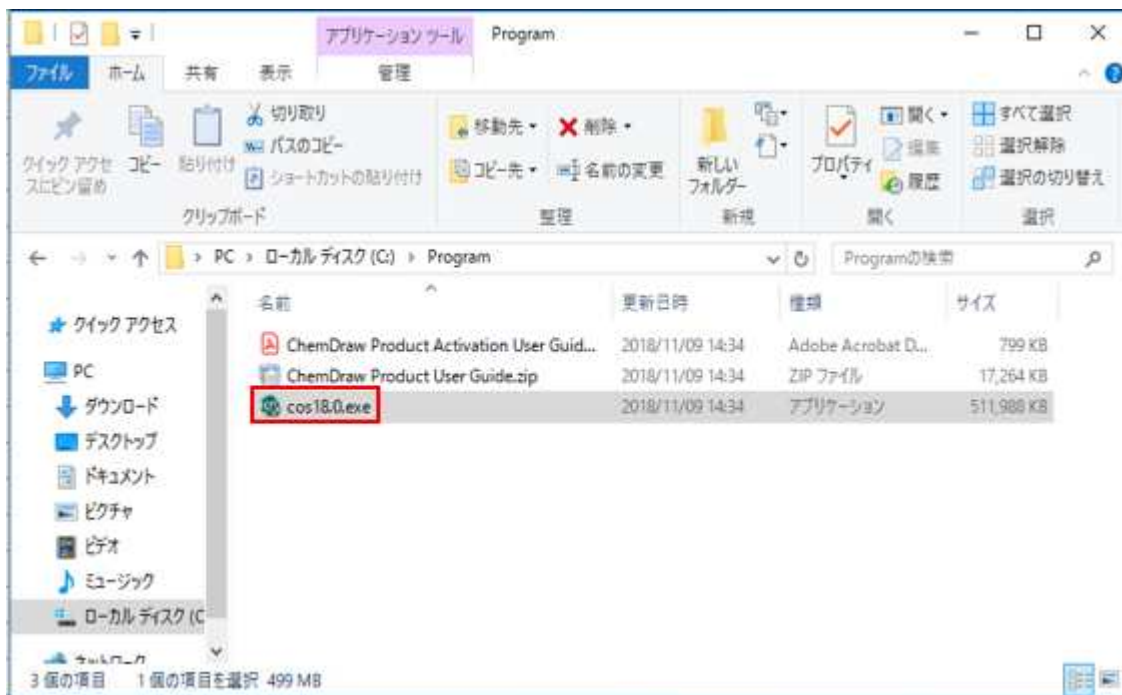 アプリケーション ツール Program
ファイル ホーム 共有 表示 管理
クイック アクセスにピン留め
コピー
貼り付け
切り取り
パスのコピー
ショートカットの貼り付け
クリップボード
移動先
コピー先
削除
名前の変更
整理
新しいフォルダー
新規
プロパティ
開く
編集
履歴
開く
すべて選択
選択解除
選択の切り替え
選択
PC › ローカル ディスク (C:) › Program
Programの検索
名前 更新日時 種類 サイズ
ChemDraw Product Activation User Guid... 2018/11/09 14:34 Adobe Acrobat D... 799 KB
ChemDraw Product User Guide.zip 2018/11/09 14:34 ZIP ファイル 17,264 KB
cos18.0.exe 2018/11/09 14:34 アプリケーション 511,988 KB
クイック アクセス
PC
ダウンロード
デスクトップ
ドキュメント
ピクチャ
ビデオ
ミュージック
ローカル ディスク (C
ネットワーク
3 個の項目 1 個の項目を選択 499 MB